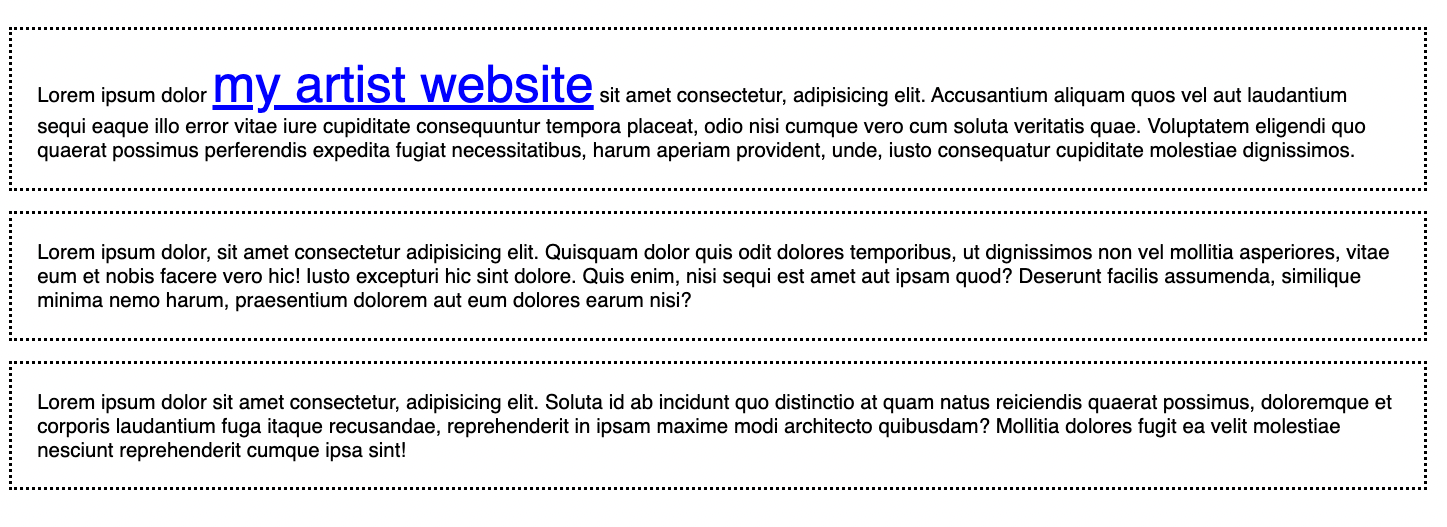 Lorem ipsum dolor my artist website sit amet consectetur, adipisicing elit. Accusantium aliquam quos vel aut laudantium
sequi eaque illo error vitae iure cupiditate consequuntur tempora placeat, odio nisi cumque vero cum soluta veritatis quae. Voluptatem eligendi quo
quaerat possimus perferendis expedita fugiat necessitatibus, harum aperiam provident, unde, iusto consequatur cupiditate molestiae dignissimos.
Lorem ipsum dolor, sit amet consectetur adipisicing elit. Quisquam dolor quis odit dolores temporibus, ut dignissimos non vel mollitia asperiores, vitae
eum et nobis facere vero hic! Iusto excepturi hic sint dolore. Quis enim, nisi sequi est amet aut ipsam quod? Deserunt facilis assumenda, similique
minima nemo harum, praesentium dolorem aut eum dolores earum nisi?
Lorem ipsum dolor sit amet consectetur, adipisicing elit. Soluta id ab incidunt quo distinctio at quam natus reiciendis quaerat possimus, doloremque et
corporis laudantium fuga itaque recusandae, reprehenderit in ipsam maxime modi architecto quibusdam? Mollitia dolores fugit ea velit molestiae
nesciunt reprehenderit cumque ipsa sint!